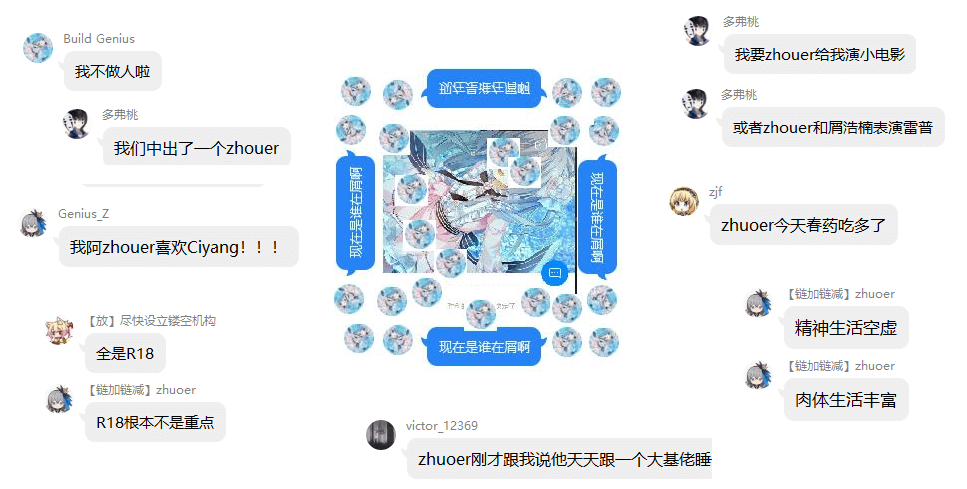 Build Genius
我不做人啦
多弗桃
我们中出了一个zhouer
Genius_Z
我阿zhouer喜欢Ciyang！！！
【放】尽快设立镂空机构
全是R18
【链加链减】zhuoer
R18根本不是重点
现在是谁在屑啊
现在是谁在屑啊
现在是谁在屑啊
现在是谁在屑啊
victor_12369
zhuoer刚才跟我说他天天跟一个大基佬睡
多弗桃
我要zhouer给我演小电影
多弗桃
或者zhouer和屑浩楠表演雷普
zjf
zhuoer今天春药吃多了
【链加链减】zhuoer
精神生活空虚
【链加链减】zhuoer
肉体生活丰富